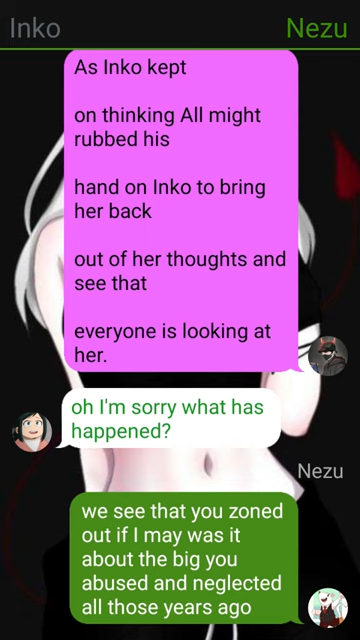 Inko
Nezu
As Inko kept
on thinking All might
rubbed his
hand on Inko to bring
her back
out of her thoughts and
see that
everyone is looking at
her.
oh I'm sorry what has
happened?
Nezu
we see that you zoned
out if I may was it
about the big you
abused and neglected
all those years ago